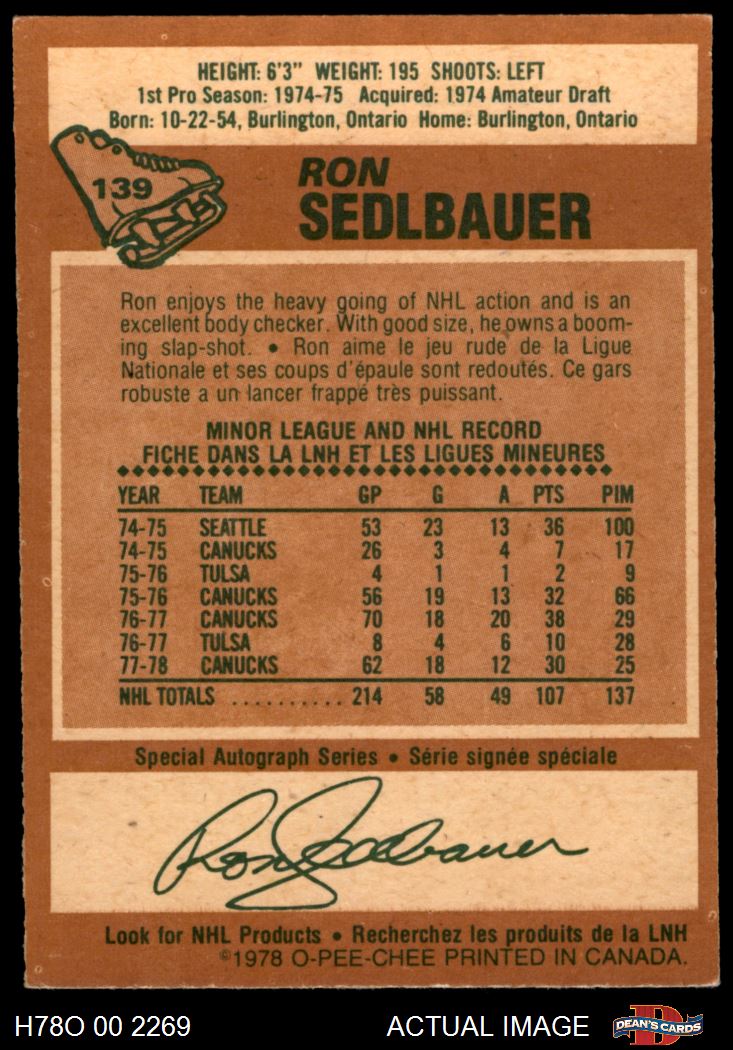 HEIGHT: 6'3" WEIGHT: 195 SHOOTS: LEFT
1st Pro Season: 1974-75 Acquired: 1974 Amateur Draft
Born: 10-22-54, Burlington, Ontario Home: Burlington, Ontario
139
RON
SEDLBAUER
Ron enjoys the heavy going of NHL action and is an
excellent body checker. With good size, he owns a boom-
ing slap-shot. • Ron aime le jeu rude de la Ligue
Nationale et ses coups d'épaule sont redoutés. Ce gars
robuste a un lancer frappé très puissant.
MINOR LEAGUE AND NHL RECORD
FICHE DANS LA LNH ET LES LIGUES MINEURES
YEAR TEAM GP G A PTS PIM
74-75 SEATTLE 53 23 13 36 100
74-75 CANUCKS 26 3 4 7 17
75-76 TULSA 4 1 1 2 9
75-76 CANUCKS 56 19 13 32 66
76-77 CANUCKS 70 18 20 38 29
76-77 TULSA 8 4 6 10 28
77-78 CANUCKS 62 18 12 30 25
NHL TOTALS .......... 214 58 49 107 137
Special Autograph Series • Série signée spéciale
Ron Sedlbauer
Look for NHL Products • Recherchez les produits de la LNH
©1978 O-PEE-CHEE PRINTED IN CANADA.
H78O 00 2269 ACTUAL IMAGE D DEAN'S CARDS